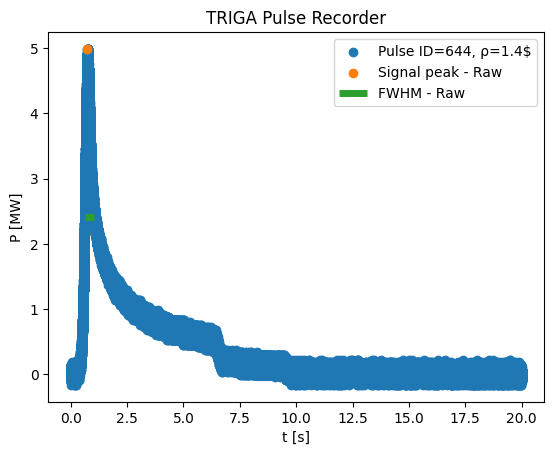 TRIGA Pulse Recorder
Pulse ID=644, ρ=1.4$
Signal peak - Raw
FWHM - Raw
P [MW]
5
4
3
2
1
0
0.0 2.5 5.0 7.5 10.0 12.5 15.0 17.5 20.0
t [s]